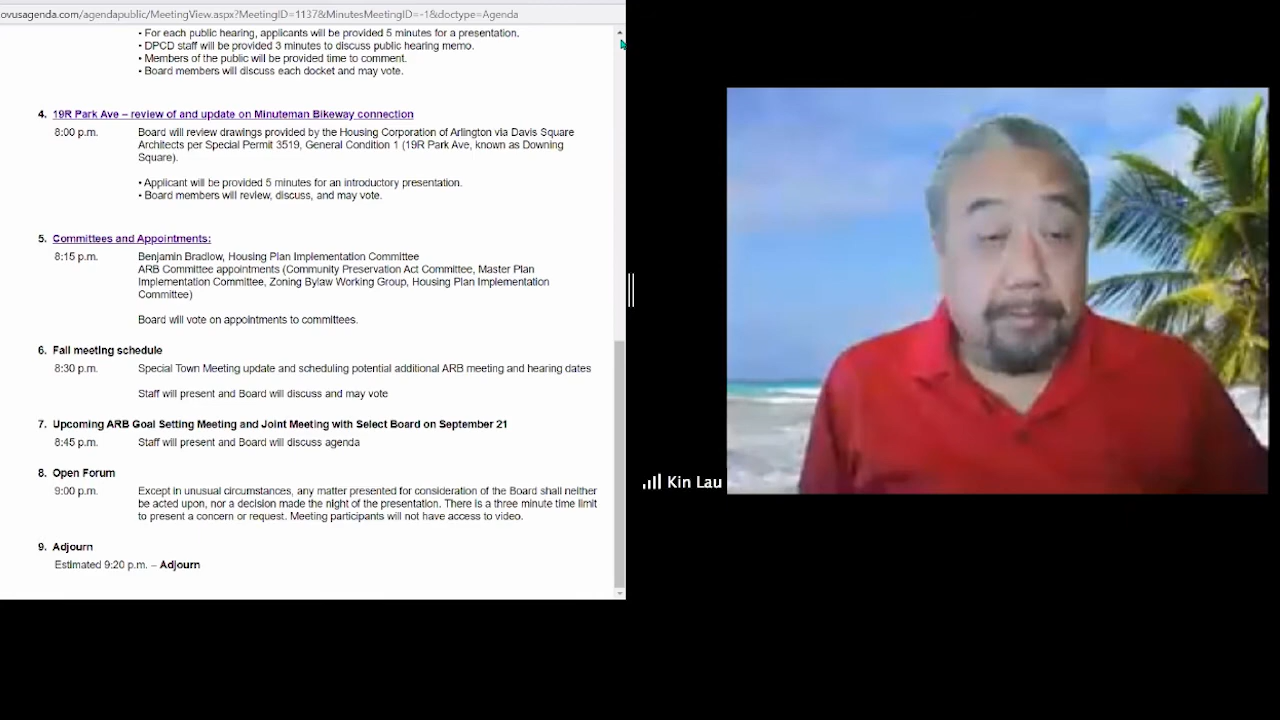 ovusagenda.com/agendapublic/MeetingView.aspx?MeetingID=1137&MinutesMeetingID=-1&doctype=Agenda
• For each public hearing, applicants will be provided 5 minutes for a presentation.
• DPCD staff will be provided 3 minutes to discuss public hearing memo.
• Members of the public will be provided time to comment.
• Board members will discuss each docket and may vote.
4. 19R Park Ave – review of and update on Minuteman Bikeway connection
8:00 p.m. Board will review drawings provided by the Housing Corporation of Arlington via Davis Square
Architects per Special Permit 3519, General Condition 1 (19R Park Ave, known as Downing
Square).
• Applicant will be provided 5 minutes for an introductory presentation.
• Board members will review, discuss, and may vote.
5. Committees and Appointments:
8:15 p.m. Benjamin Bradlow, Housing Plan Implementation Committee
ARB Committee appointments (Community Preservation Act Committee, Master Plan
Implementation Committee, Zoning Bylaw Working Group, Housing Plan Implementation
Committee)
Board will vote on appointments to committees.
6. Fall meeting schedule
8:30 p.m. Special Town Meeting update and scheduling potential additional ARB meeting and hearing dates
Staff will present and Board will discuss and may vote
7. Upcoming ARB Goal Setting Meeting and Joint Meeting with Select Board on September 21
8:45 p.m. Staff will present and Board will discuss agenda
8. Open Forum
9:00 p.m. Except in unusual circumstances, any matter presented for consideration of the Board shall neither
be acted upon, nor a decision made the night of the presentation. There is a three minute time limit
to present a concern or request. Meeting participants will not have access to video.
9. Adjourn
Estimated 9:20 p.m. – Adjourn
Kin Lau